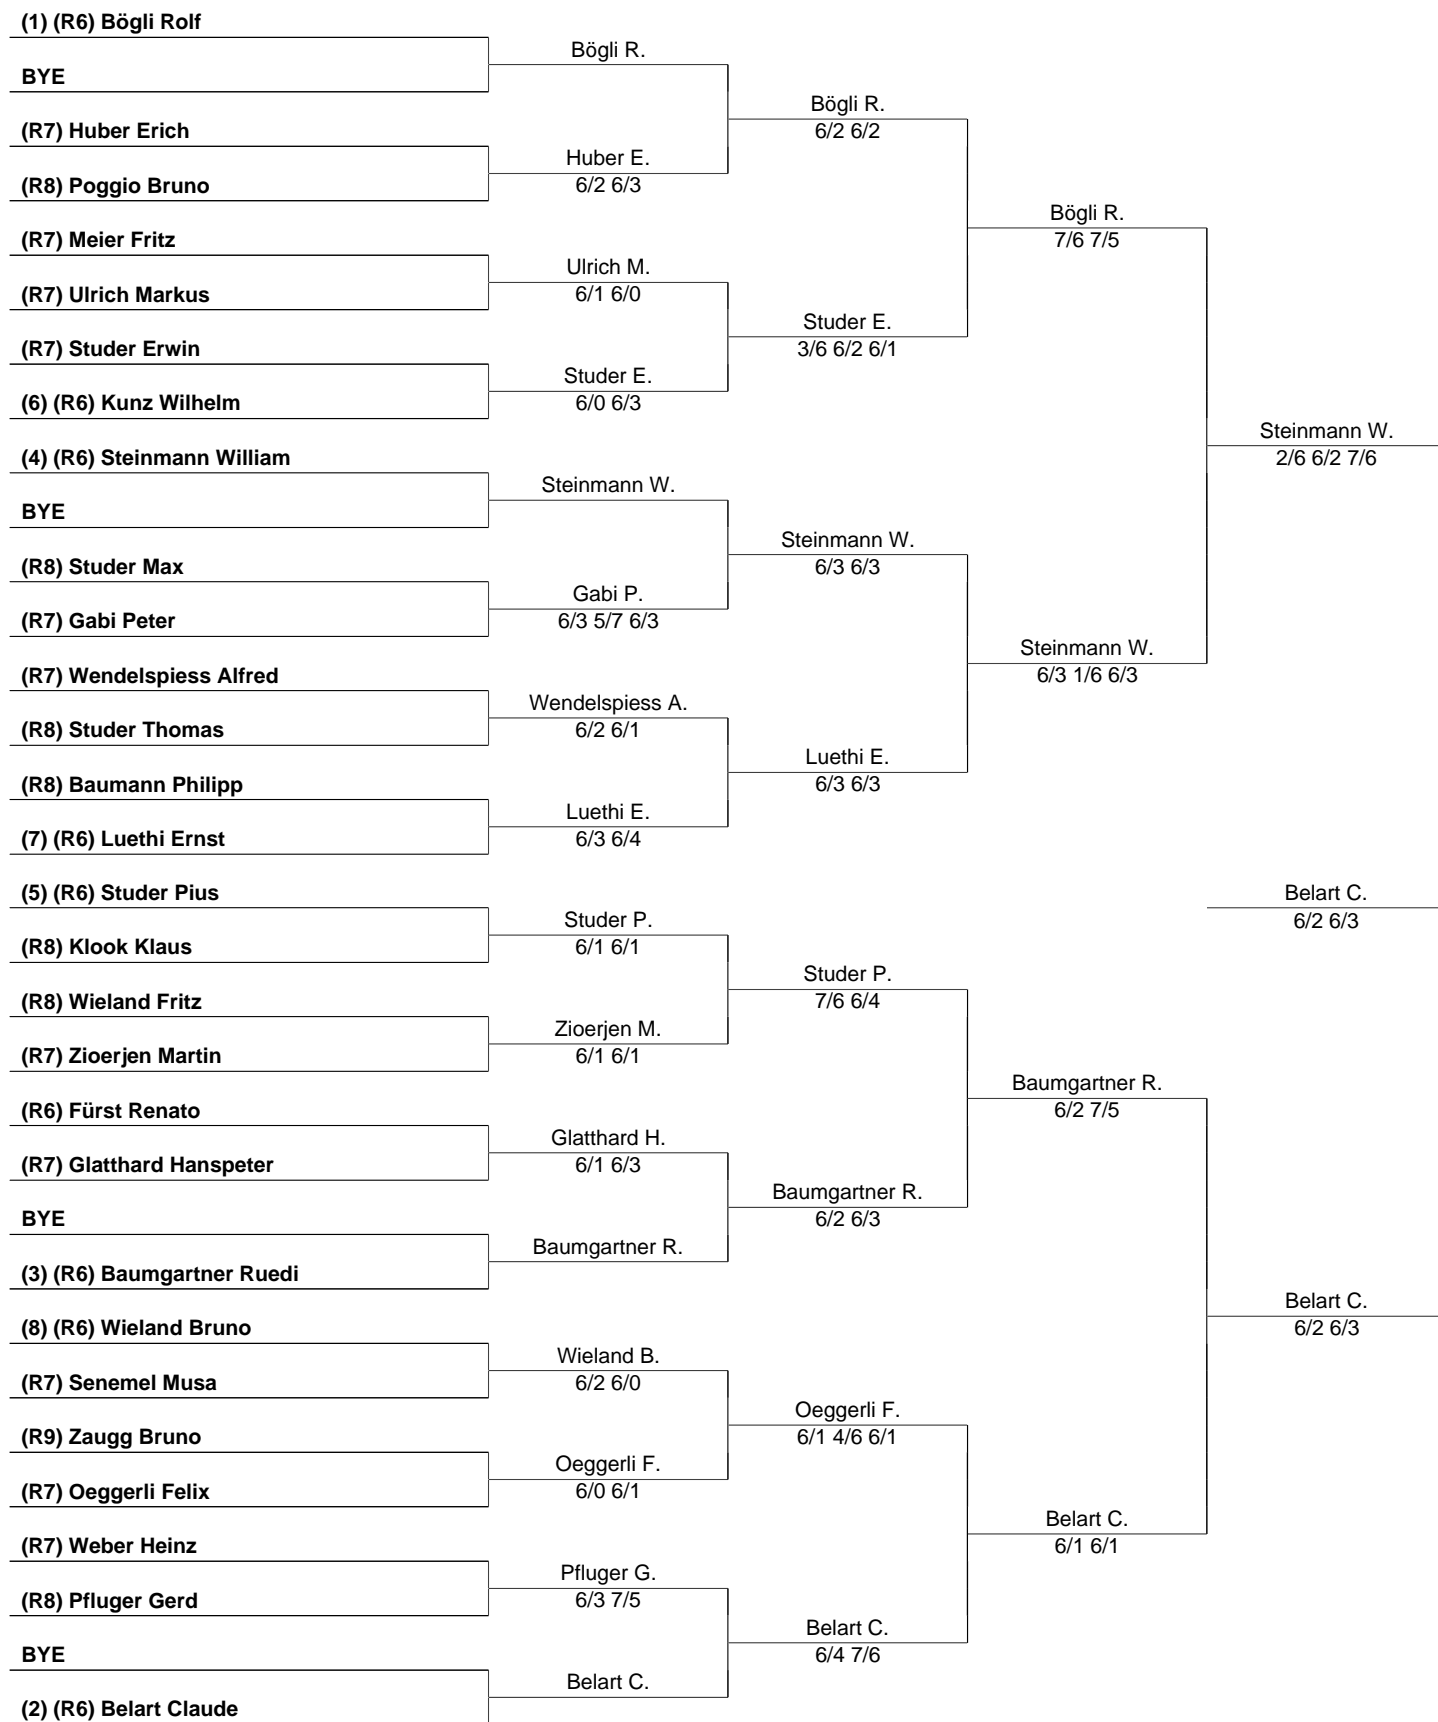 (1) (R6) Bögli Rolf
BYE
(R7) Huber Erich
(R8) Poggio Bruno
(R7) Meier Fritz
(R7) Ulrich Markus
(R7) Studer Erwin
(6) (R6) Kunz Wilhelm
(4) (R6) Steinmann William
BYE
(R8) Studer Max
(R7) Gabi Peter
(R7) Wendelspiess Alfred
(R8) Studer Thomas
(R8) Baumann Philipp
(7) (R6) Luethi Ernst
(5) (R6) Studer Pius
(R8) Klook Klaus
(R8) Wieland Fritz
(R7) Zioerjen Martin
(R6) Fürst Renato
(R7) Glatthard Hanspeter
BYE
(3) (R6) Baumgartner Ruedi
(8) (R6) Wieland Bruno
(R7) Senemel Musa
(R9) Zaugg Bruno
(R7) Oeggerli Felix
(R7) Weber Heinz
(R8) Pfluger Gerd
BYE
(2) (R6) Belart Claude
Bögli R.
Huber E.
6/2 6/3
Ulrich M.
6/1 6/0
Studer E.
6/0 6/3
Steinmann W.
Gabi P.
6/3 5/7 6/3
Wendelspiess A.
6/2 6/1
Luethi E.
6/3 6/4
Studer P.
6/1 6/1
Zioerjen M.
6/1 6/1
Glatthard H.
6/1 6/3
Baumgartner R.
Wieland B.
6/2 6/0
Oeggerli F.
6/0 6/1
Pfluger G.
6/3 7/5
Belart C.
Bögli R.
6/2 6/2
Studer E.
3/6 6/2 6/1
Steinmann W.
6/3 6/3
Luethi E.
6/3 6/3
Studer P.
7/6 6/4
Baumgartner R.
6/2 6/3
Oeggerli F.
6/1 4/6 6/1
Belart C.
6/4 7/6
Bögli R.
7/6 7/5
Steinmann W.
6/3 1/6 6/3
Baumgartner R.
6/2 7/5
Belart C.
6/1 6/1
Steinmann W.
2/6 6/2 7/6
Belart C.
6/2 6/3
Belart C.
6/2 6/3